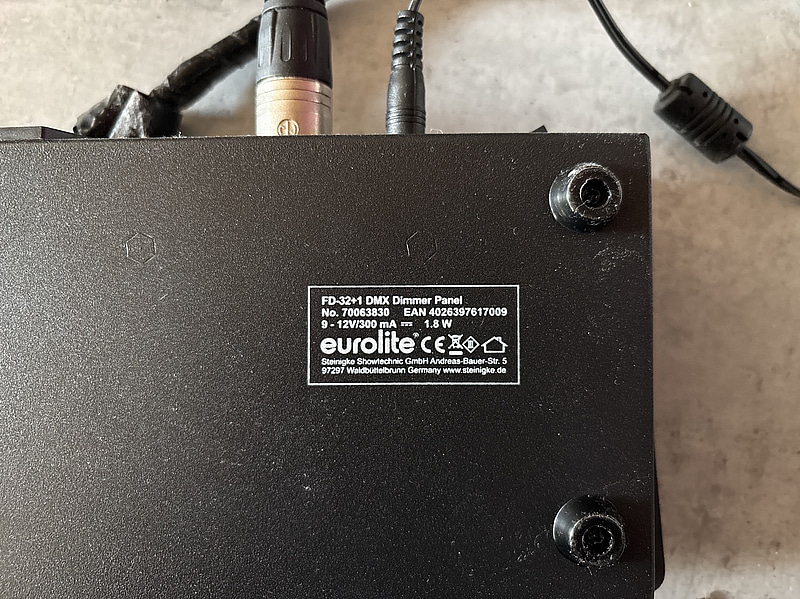 FD-32+1 DMX Dimmer Panel
No. 70063830 EAN 4026397617009
9 - 12V/300 mA ⎓ 1.8 W
eurolite® CE
Steinigke Showtechnic GmbH Andreas-Bauer-Str. 5
97297 Waldbüttelbrunn Germany www.steinigke.de